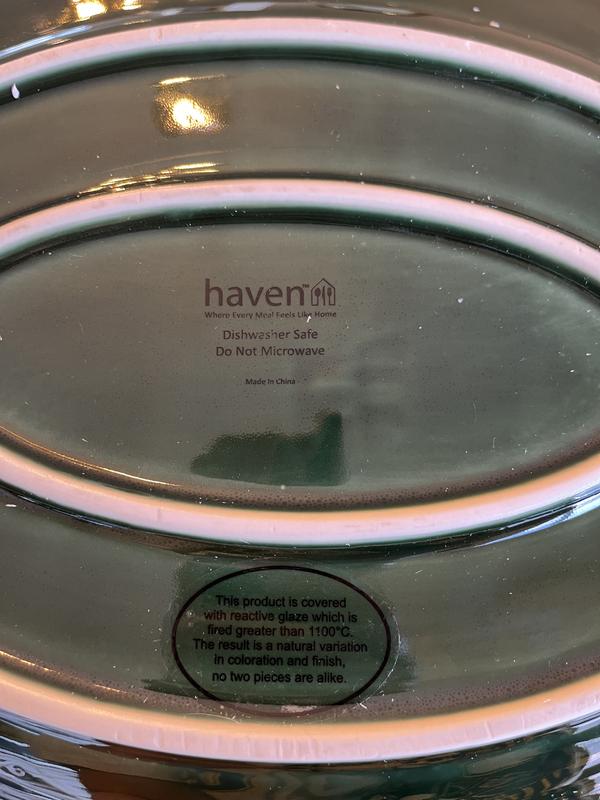 haven™
Where Every Meal Feels Like Home
Dishwasher Safe
Do Not Microwave
Made In China
This product is covered
with reactive glaze which is
fired greater than 1100°C.
The result is a natural variation
in coloration and finish,
no two pieces are alike.